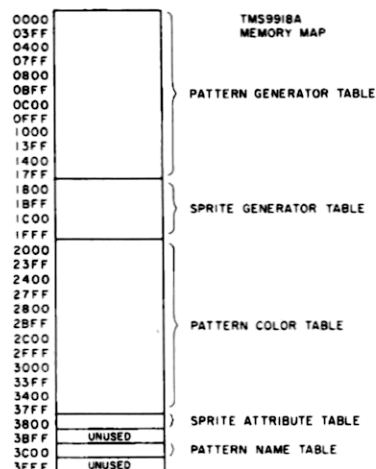 TMS9918A
MEMORY MAP
0000
03FF
0400
07FF
0800
0BFF
0C00
0FFF
1000
13FF
1400
17FF
PATTERN GENERATOR TABLE
1800
1BFF
1C00
1FFF
SPRITE GENERATOR TABLE
2000
23FF
2400
27FF
2800
2BFF
2C00
2FFF
3000
33FF
3400
37FF
PATTERN COLOR TABLE
3800
SPRITE ATTRIBUTE TABLE
3BFF UNUSED
3C00
PATTERN NAME TABLE
3FFF UNUSED